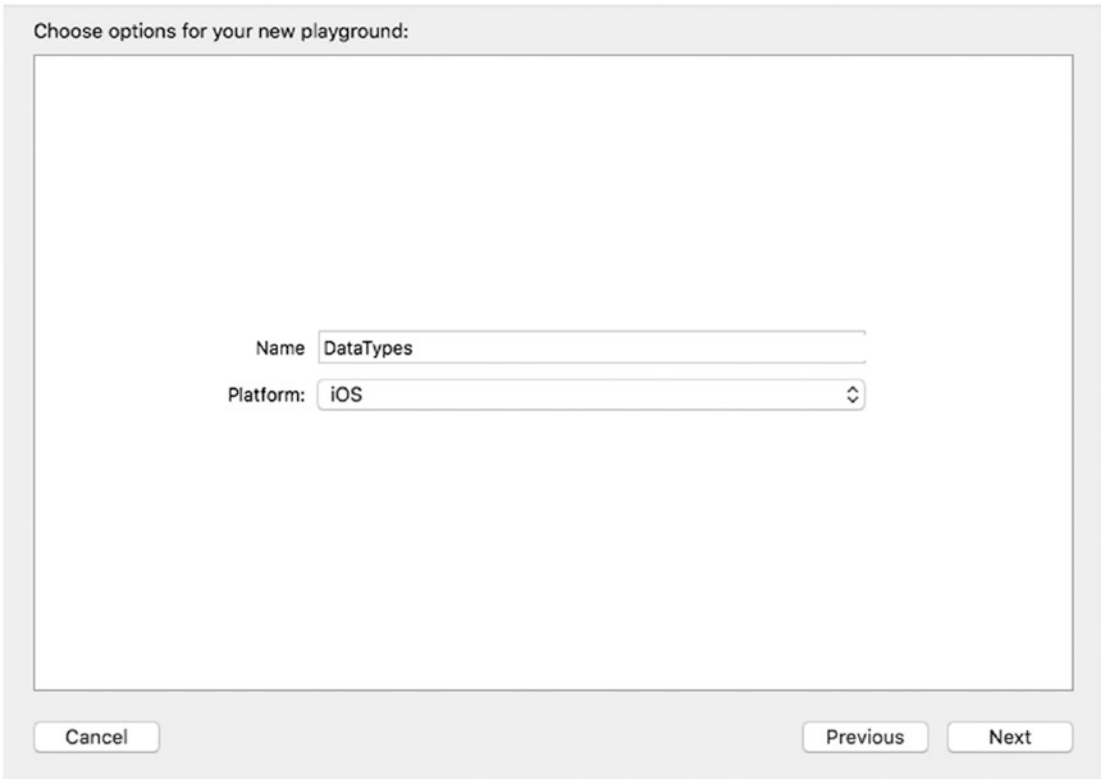 Choose options for your new playground:
Name DataTypes
Platform: iOS
Cancel Previous Next